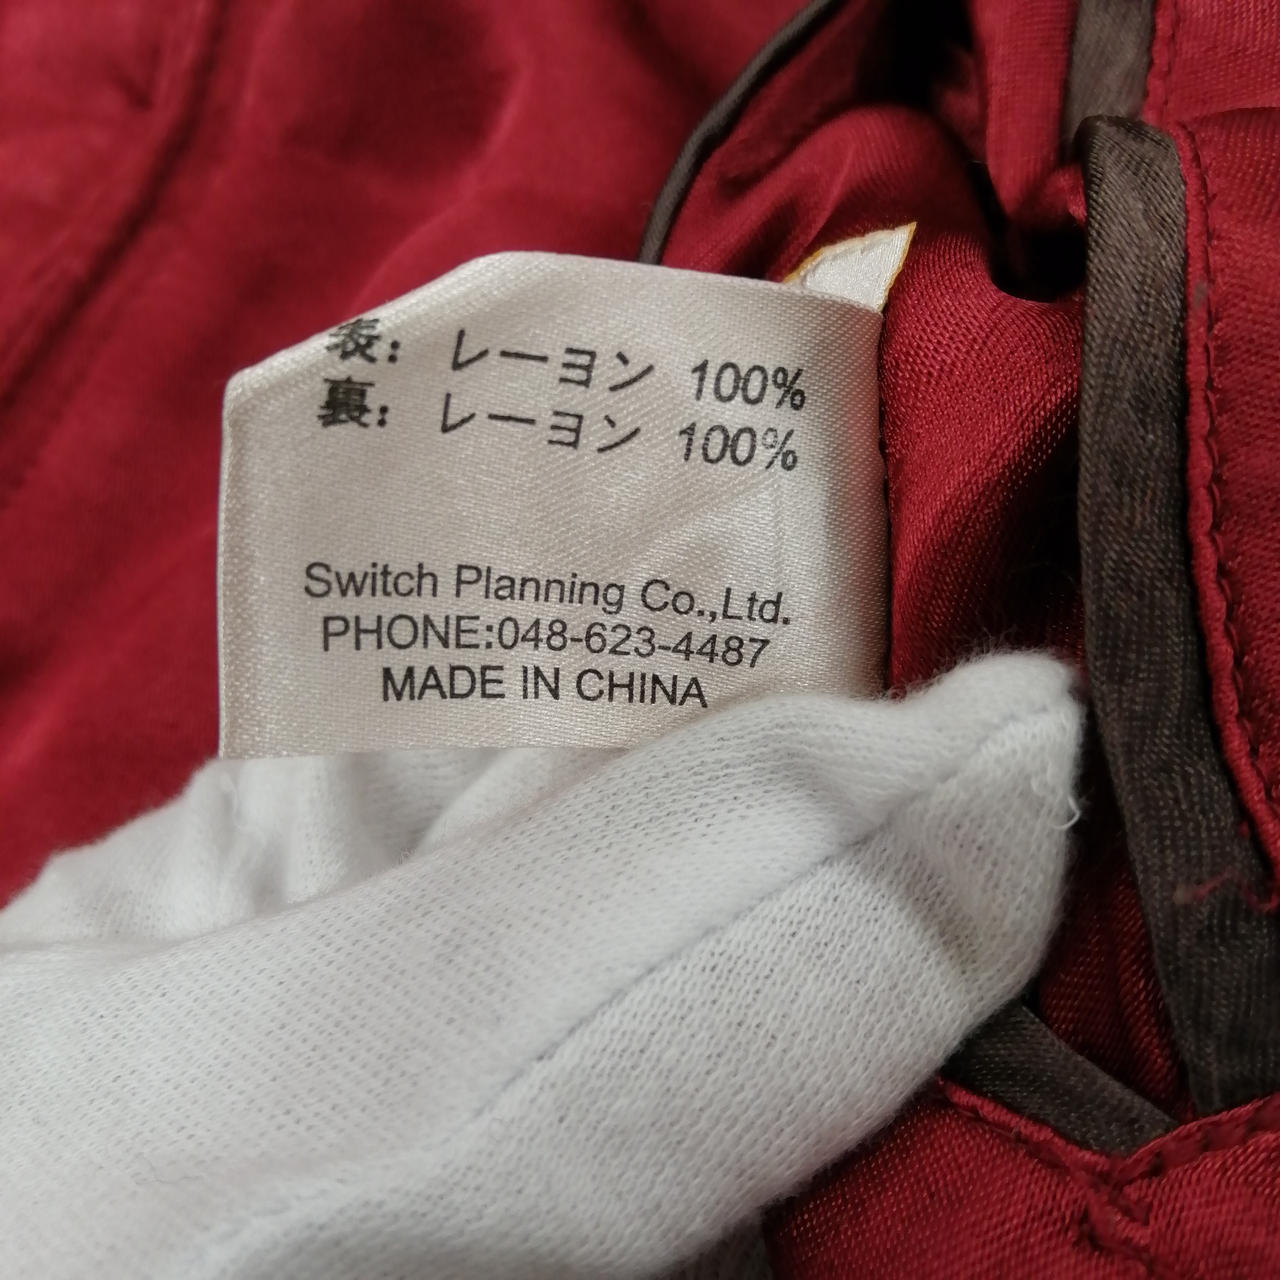 表: レーヨン 100%
裏: レーヨン 100%
Switch Planning Co.,Ltd.
PHONE:048-623-4487
MADE IN CHINA